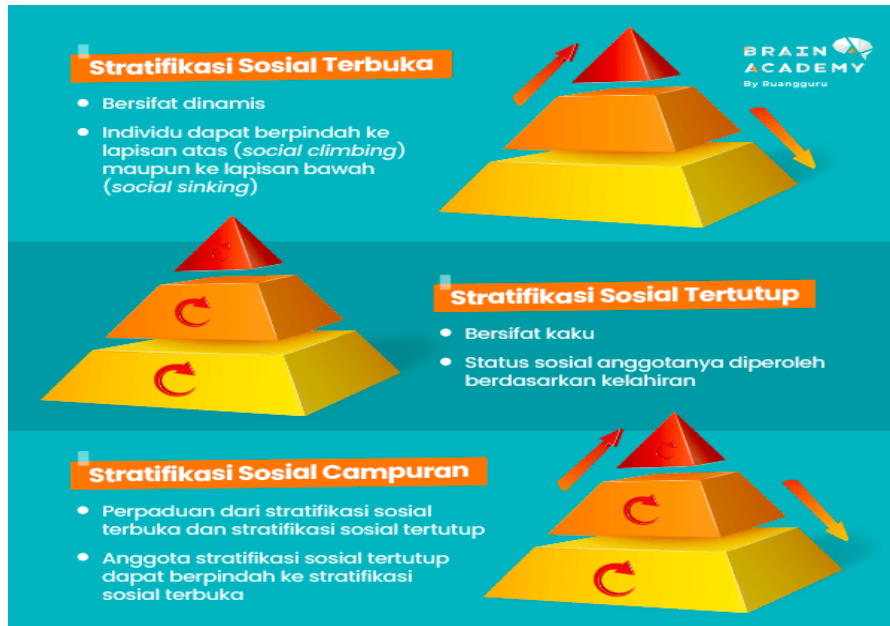 Stratifikasi Sosial Terbuka
BRAIN
ACADEMY
By Ruangguru
● Bersifat dinamis
● Individu dapat berpindah ke
lapisan atas (social climbing)
maupun ke lapisan bawah
(social sinking)
Stratifikasi Sosial Tertutup
● Bersifat kaku
● Status sosial anggotanya diperoleh
berdasarkan kelahiran
Stratifikasi Sosial Campuran
● Perpaduan dari stratifikasi sosial
terbuka dan stratifikasi sosial tertutup
● Anggota stratifikasi sosial tertutup
dapat berpindah ke stratifikasi
sosial terbuka